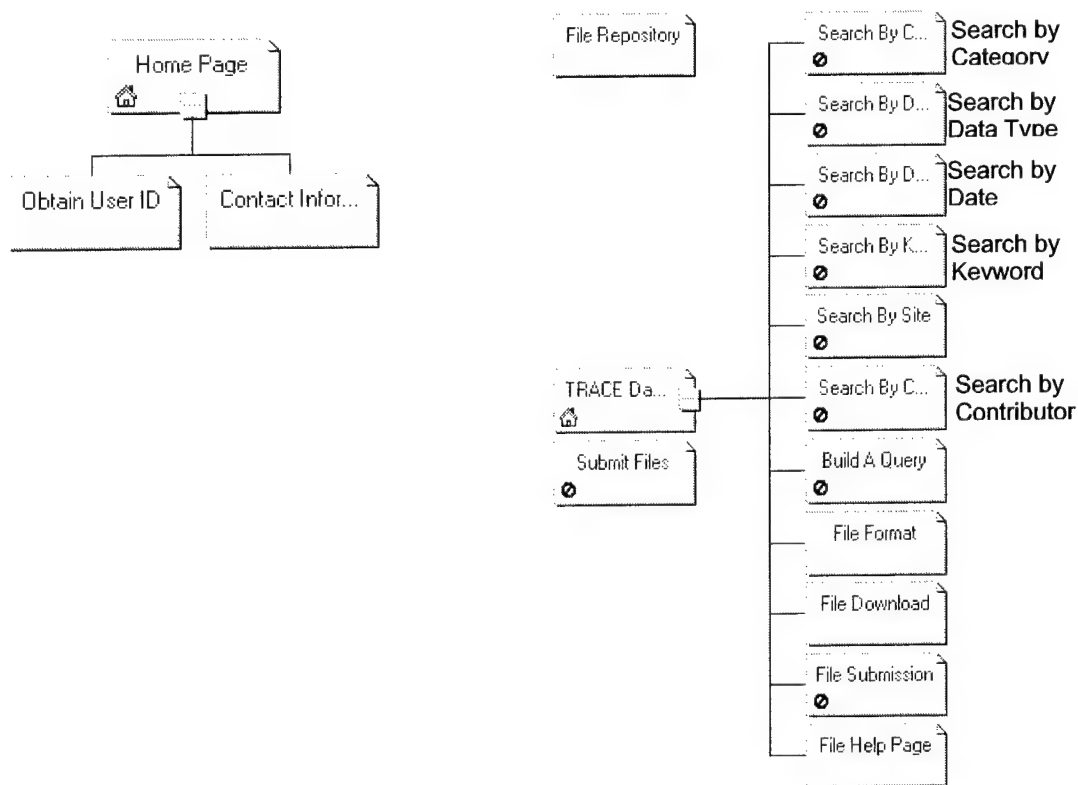 Home Page
Obtain User ID
Contact Infor...
File Repository
Search By C...
Search by
Category
Search By D...
Search by
Data Type
Search By D...
Search by
Date
Search By K...
Search by
Keyword
Search By Site
TRACE Da...
Search By C...
Search by
Contributor
Submit Files
Build A Query
File Format
File Download
File Submission
File Help Page